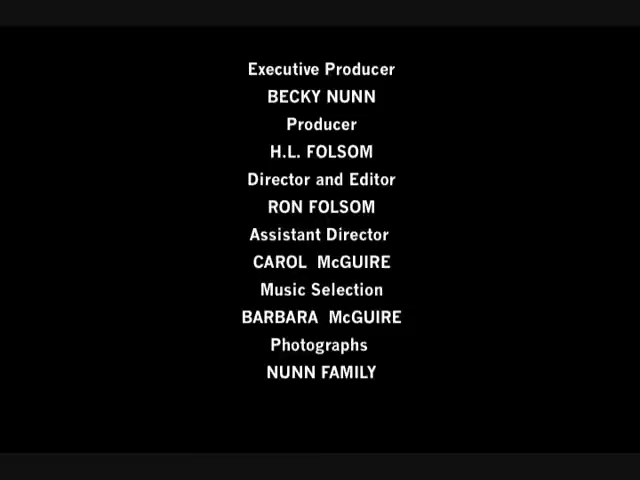 Executive Producer
BECKY NUNN
Producer
H.L. FOLSOM
Director and Editor
RON FOLSOM
Assistant Director
CAROL McGUIRE
Music Selection
BARBARA McGUIRE
Photographs
NUNN FAMILY